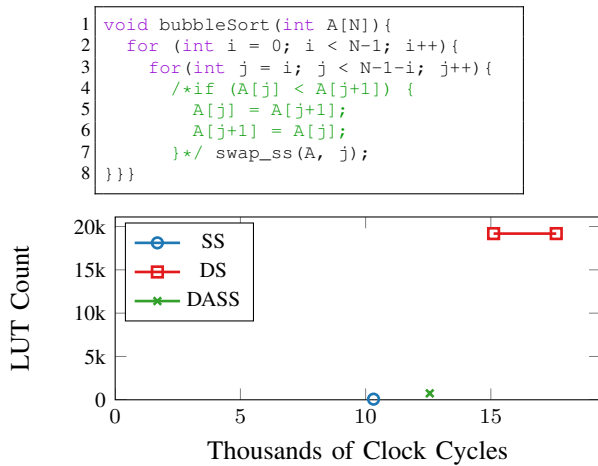 1 void bubbleSort(int A[N]){
2 for (int i = 0; i < N-1; i++){
3 for(int j = i; j < N-1-i; j++){
4 /*if (A[j] < A[j+1]) {
5 A[j] = A[j+1];
6 A[j+1] = A[j];
7 }*/ swap_ss(A, j);
8 }}}
20k
15k
10k
5k
0
LUT Count
SS
DS
DASS
0 5 10 15
Thousands of Clock Cycles